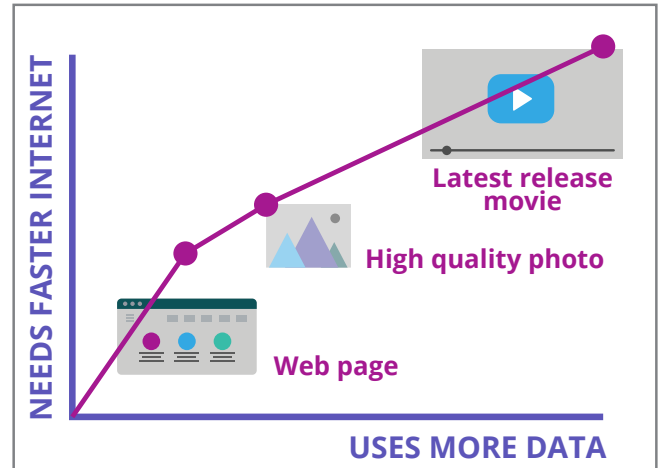 NEEDS FASTER INTERNET
Latest release
movie
High quality photo
Web page
USES MORE DATA